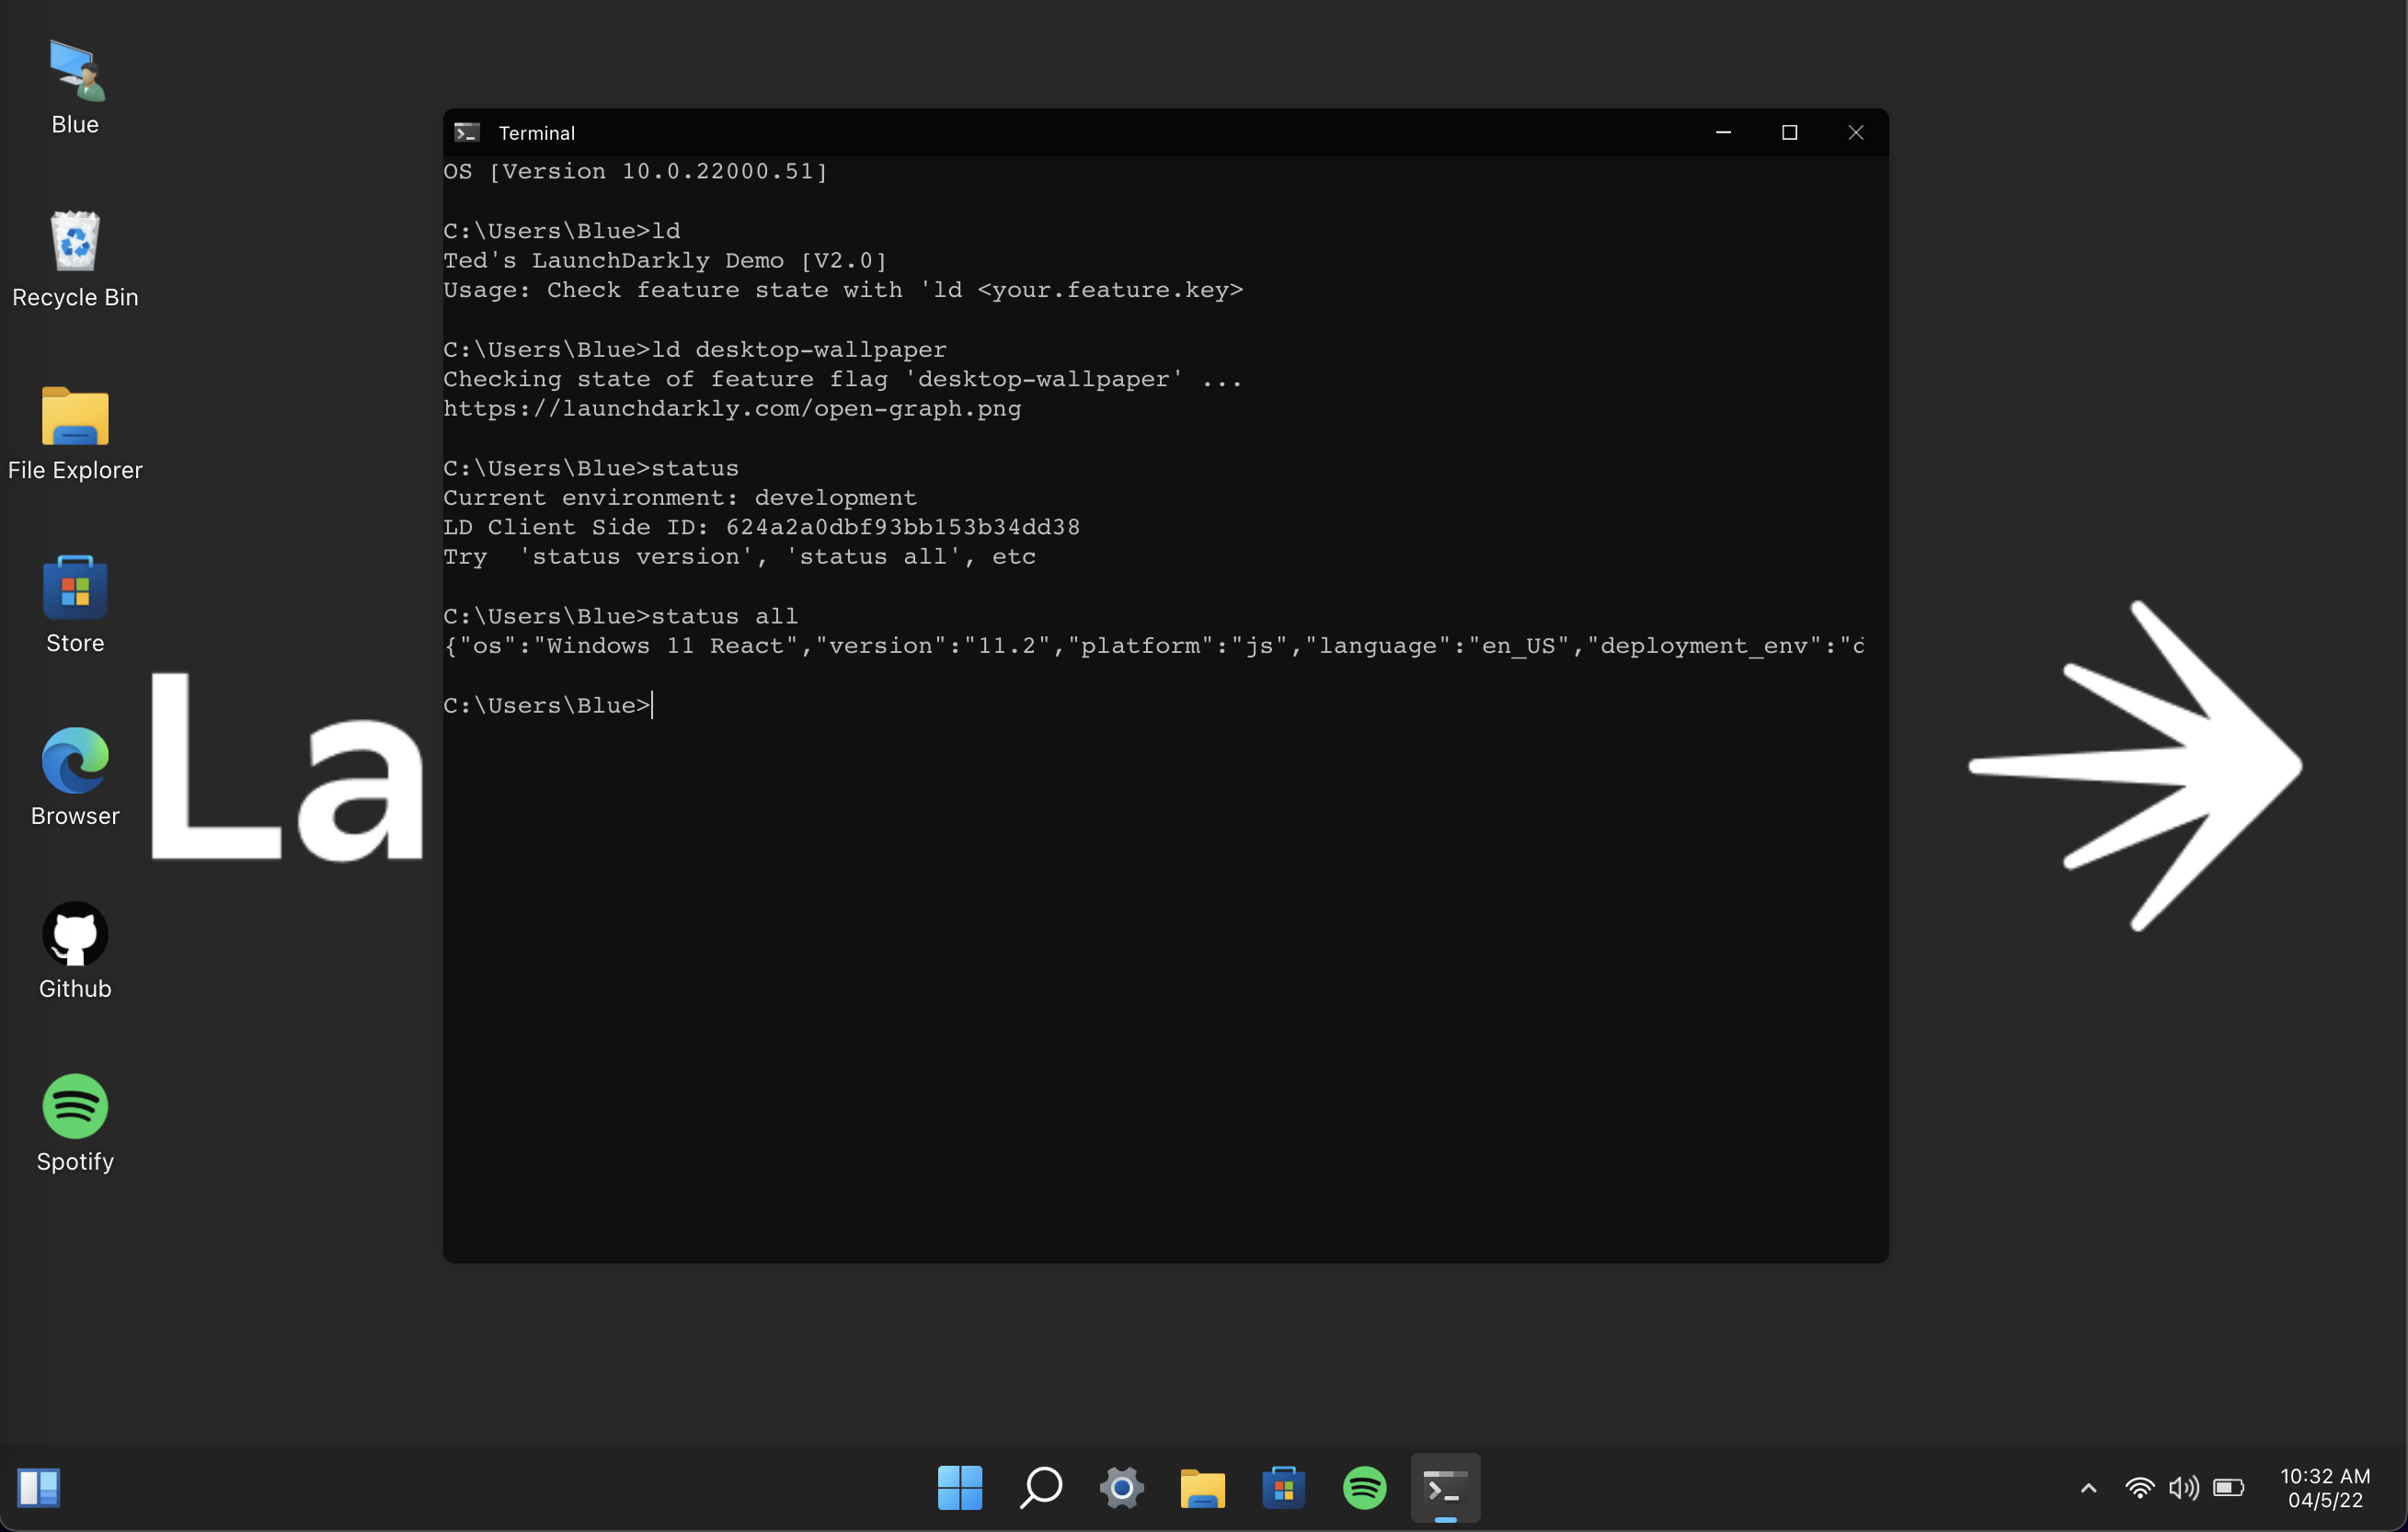 Blue
Recycle Bin
File Explorer
Store
Browser
Github
Spotify
La
Terminal
OS [Version 10.0.22000.51]
C:\Users\Blue>ld
Ted's LaunchDarkly Demo [V2.0]
Usage: Check feature state with 'ld <your.feature.key>
C:\Users\Blue>ld desktop-wallpaper
Checking state of feature flag 'desktop-wallpaper' ...
https://launchdarkly.com/open-graph.png
C:\Users\Blue>status
Current environment: development
LD Client Side ID: 624a2a0dbf93bb153b34dd38
Try  'status version', 'status all', etc
C:\Users\Blue>status all
{"os":"Windows 11 React","version":"11.2","platform":"js","language":"en_US","deployment_env":"
C:\Users\Blue>
10:32 AM
04/5/22